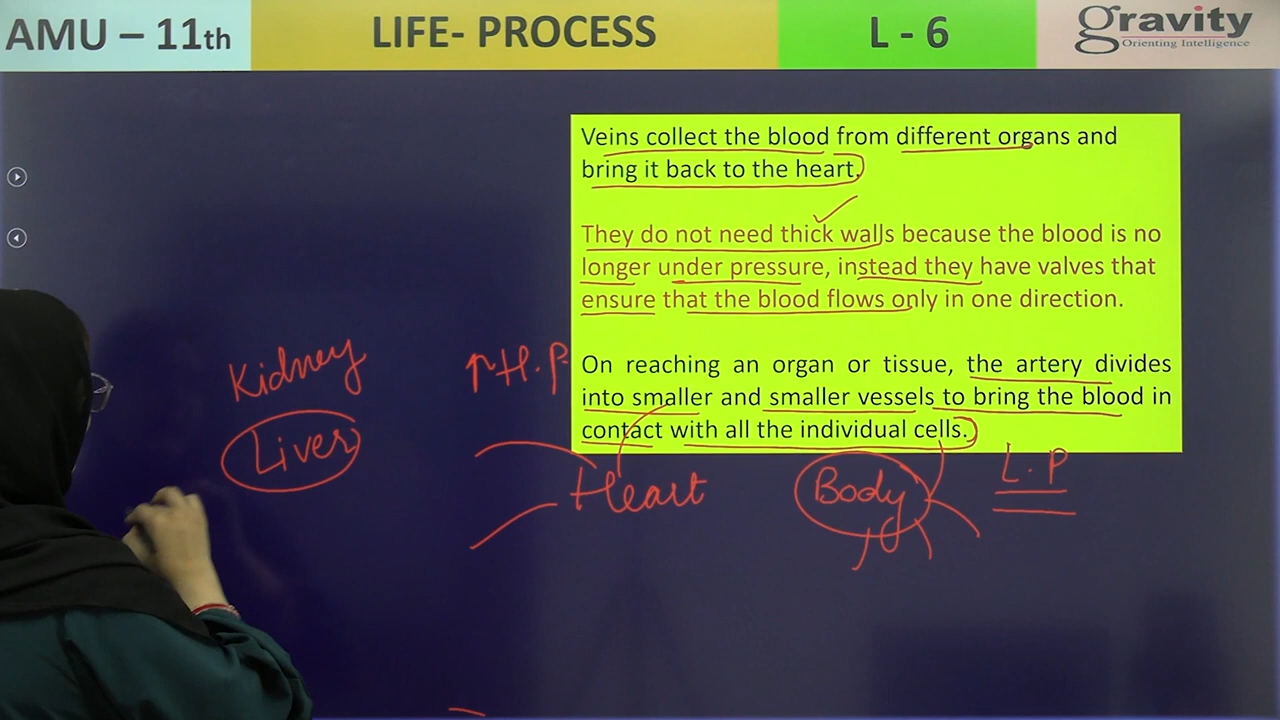 AMU – 11th
LIFE- PROCESS
L - 6
gravity
Orienting Intelligence
Veins collect the blood from different organs and
bring it back to the heart.
They do not need thick walls because the blood is no
longer under pressure, instead they have valves that
ensure that the blood flows only in one direction.
On reaching an organ or tissue, the artery divides
into smaller and smaller vessels to bring the blood in
contact with all the individual cells.
Kidney
↑H.P.
Liver
Heart
Body
L.P